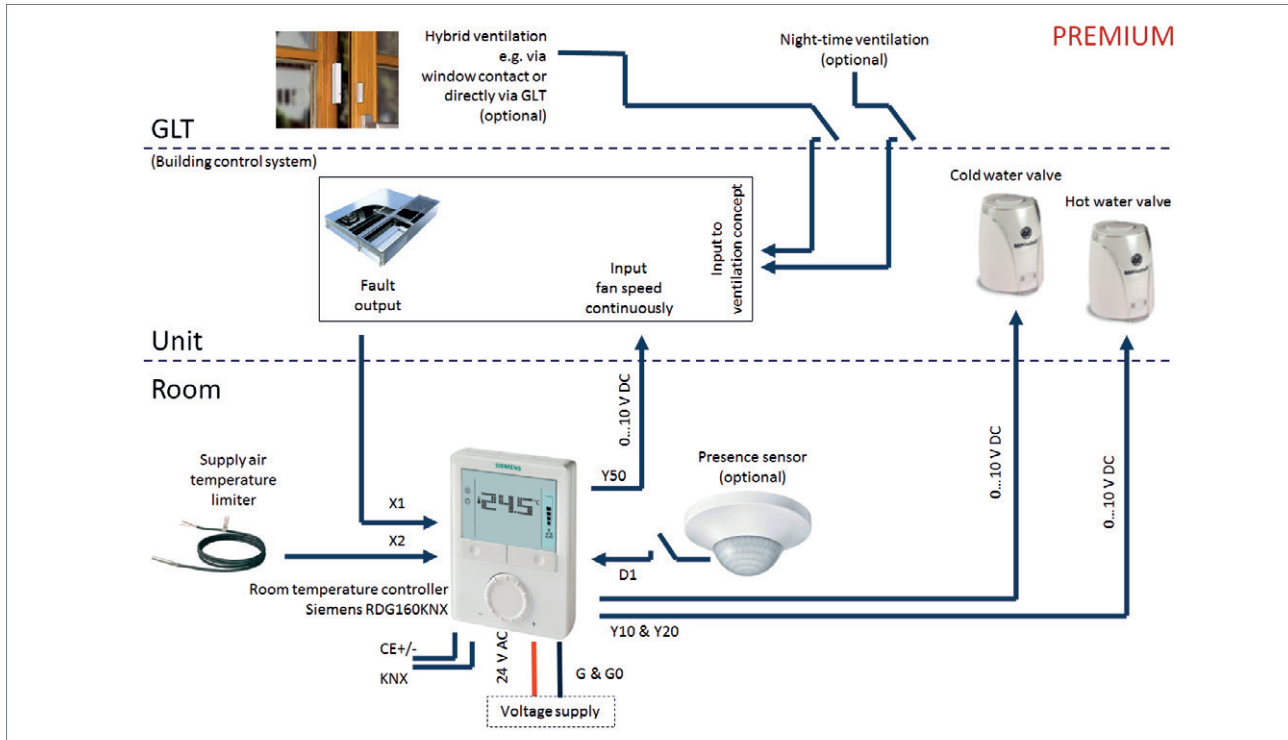 PREMIUM
Hybrid ventilation
e.g. via
window contact or
directly via GLT
(optional)
Night-time ventilation
(optional)
GLT
(Building control system)
Cold water valve
Hot water valve
Fault
output
Input
fan speed
continuously
Input to
ventilation concept
Unit
Room
0...10 V DC
0...10 V DC
0...10 V DC
Supply air
temperature
limiter
X1
X2
SIEMENS
24.5 °C
Y50
Presence sensor
(optional)
D1
Room temperature controller
Siemens RDG160KNX
Y10 & Y20
CE+/-
KNX
24 V AC
G & G0
Voltage supply